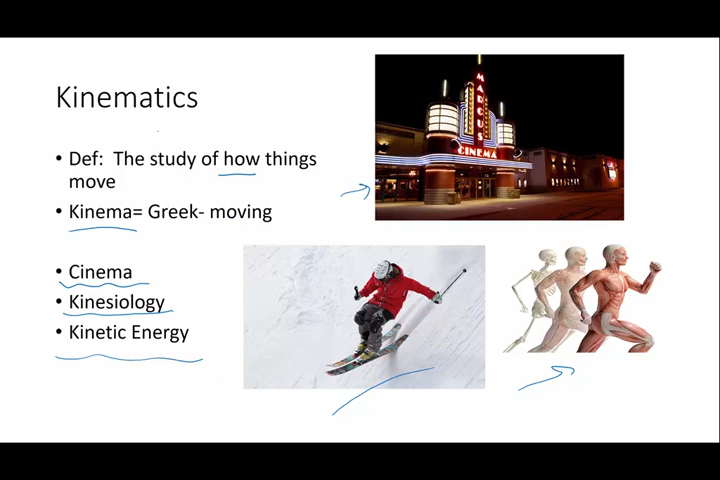 Kinematics
• Def: The study of how things
move
• Kinema= Greek- moving
• Cinema
• Kinesiology
• Kinetic Energy
MARCUS
CINEMA